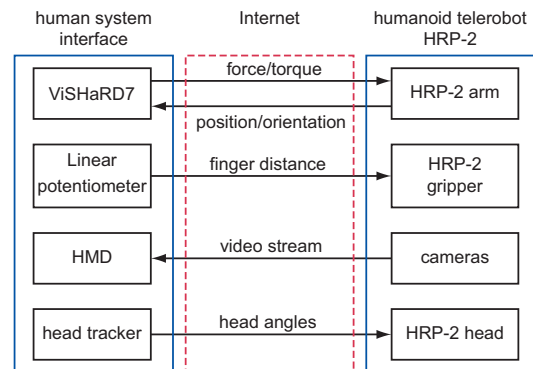 human system
interface
Internet
humanoid telerobot
HRP-2
ViSHaRD7
force/torque
HRP-2 arm
position/orientation
Linear
potentiometer
finger distance
HRP-2
gripper
HMD
video stream
cameras
head tracker
head angles
HRP-2 head